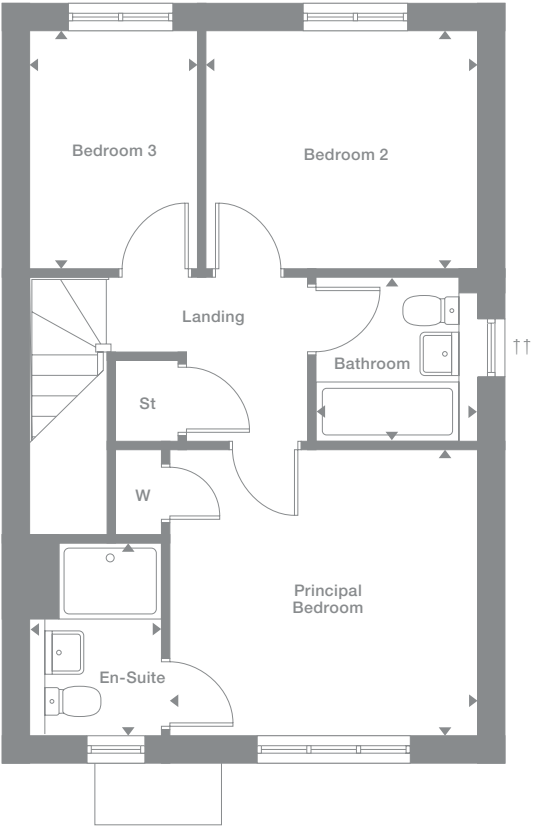 Bedroom 3
Bedroom 2
Landing
Bathroom
††
St
W
Principal
Bedroom
En-Suite